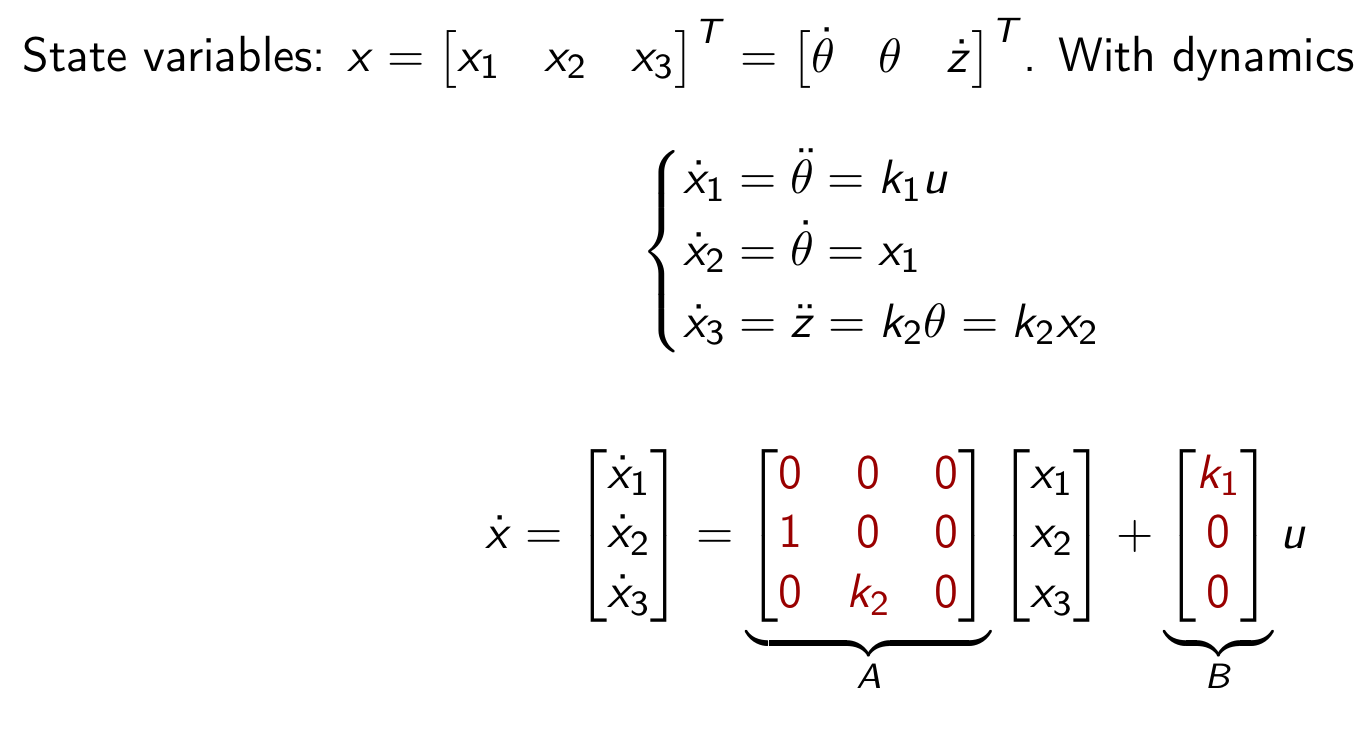 State variables: x = [x₁ x₂ x₃]ᵀ = [θ̇ θ ż]ᵀ. With dynamics
ẋ₁ = θ̈ = k₁u
ẋ₂ = θ̇ = x₁
ẋ₃ = z̈ = k₂θ = k₂x₂
ẋ = [ẋ₁; ẋ₂; ẋ₃] = [0 0 0; 1 0 0; 0 k₂ 0] [x₁; x₂; x₃] + [k₁; 0; 0] u
A B